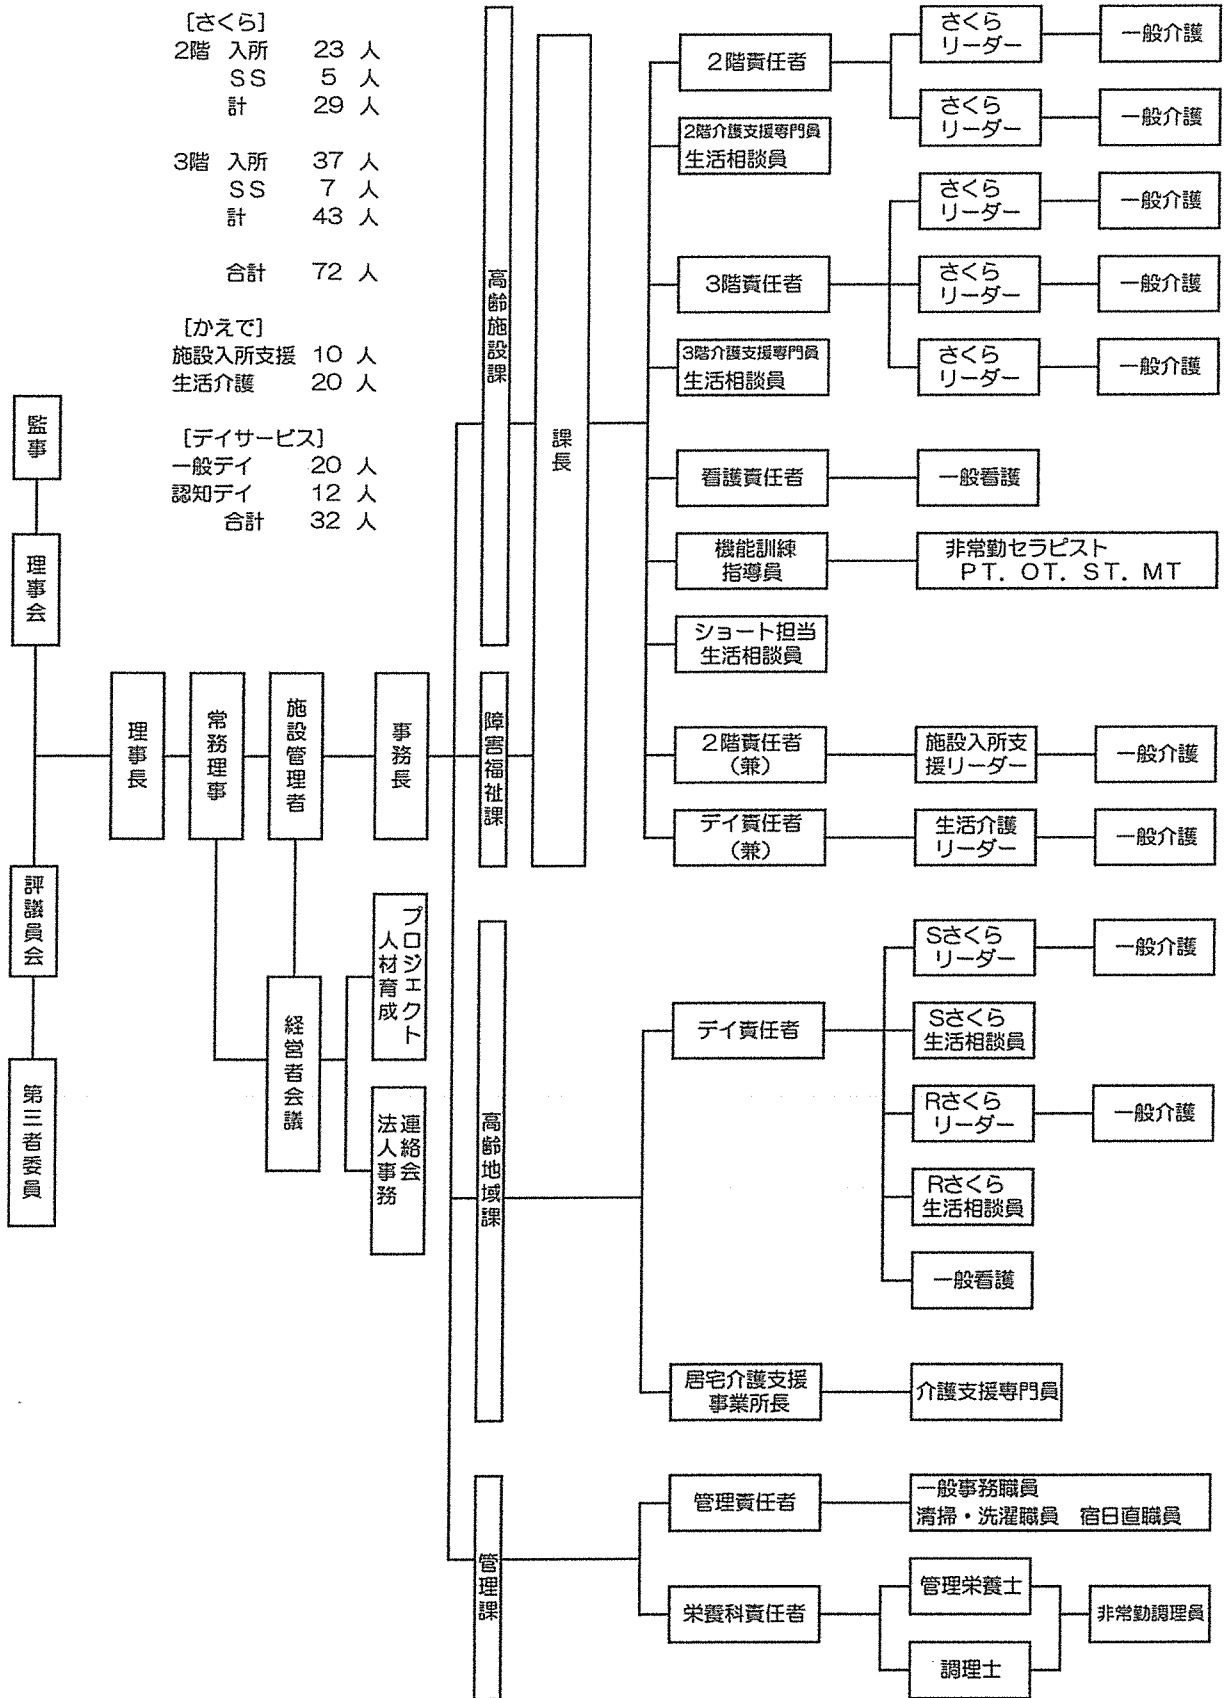 [さくら]
2階 入所 23 人
SS 5 人
計 29 人
3階 入所 37 人
SS 7 人
計 43 人
合計 72 人
[かえで]
施設入所支援 10 人
生活介護 20 人
[デイサービス]
一般デイ 20 人
認知デイ 12 人
合計 32 人
監事
理事会
評議員会
第三者委員
理事長
常務理事
施設管理者
事務長
経営者会議
プロジェクト
人材育成
連絡会
法人事務
高齢施設課
障害福祉課
課長
高齢地域課
管理課
2階責任者
さくら
リーダー
一般介護
さくら
リーダー
一般介護
2階介護支援専門員
生活相談員
3階責任者
さくら
リーダー
一般介護
さくら
リーダー
一般介護
さくら
リーダー
一般介護
3階介護支援専門員
生活相談員
看護責任者
一般看護
機能訓練
指導員
非常勤セラピスト
PT. OT. ST. MT
ショート担当
生活相談員
2階責任者
(兼)
施設入所支
援リーダー
一般介護
デイ責任者
(兼)
生活介護
リーダー
一般介護
デイ責任者
Sさくら
リーダー
一般介護
Sさくら
生活相談員
Rさくら
リーダー
一般介護
Rさくら
生活相談員
一般看護
居宅介護支援
事業所長
介護支援専門員
管理責任者
一般事務職員
清掃・洗濯職員 宿日直職員
栄養科責任者
管理栄養士
調理士
非常勤調理員